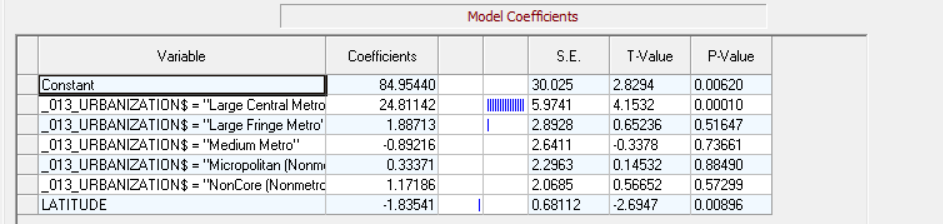 Model Coefficients
Variable Coefficients S.E. T-Value P-Value
Constant 84.95440 30.025 2.8294 0.00620
_013_URBANIZATION$ = "Large Central Metro 24.81142 5.9741 4.1532 0.00010
_013_URBANIZATION$ = "Large Fringe Metro' 1.88713 2.8928 0.65236 0.51647
_013_URBANIZATION$ = "Medium Metro" -0.89216 2.6411 -0.3378 0.73661
_013_URBANIZATION$ = "Micropolitan (Nonm 0.33371 2.2963 0.14532 0.88490
_013_URBANIZATION$ = "NonCore (Nonmetro 1.17186 2.0685 0.56652 0.57299
LATITUDE -1.83541 0.68112 -2.6947 0.00896